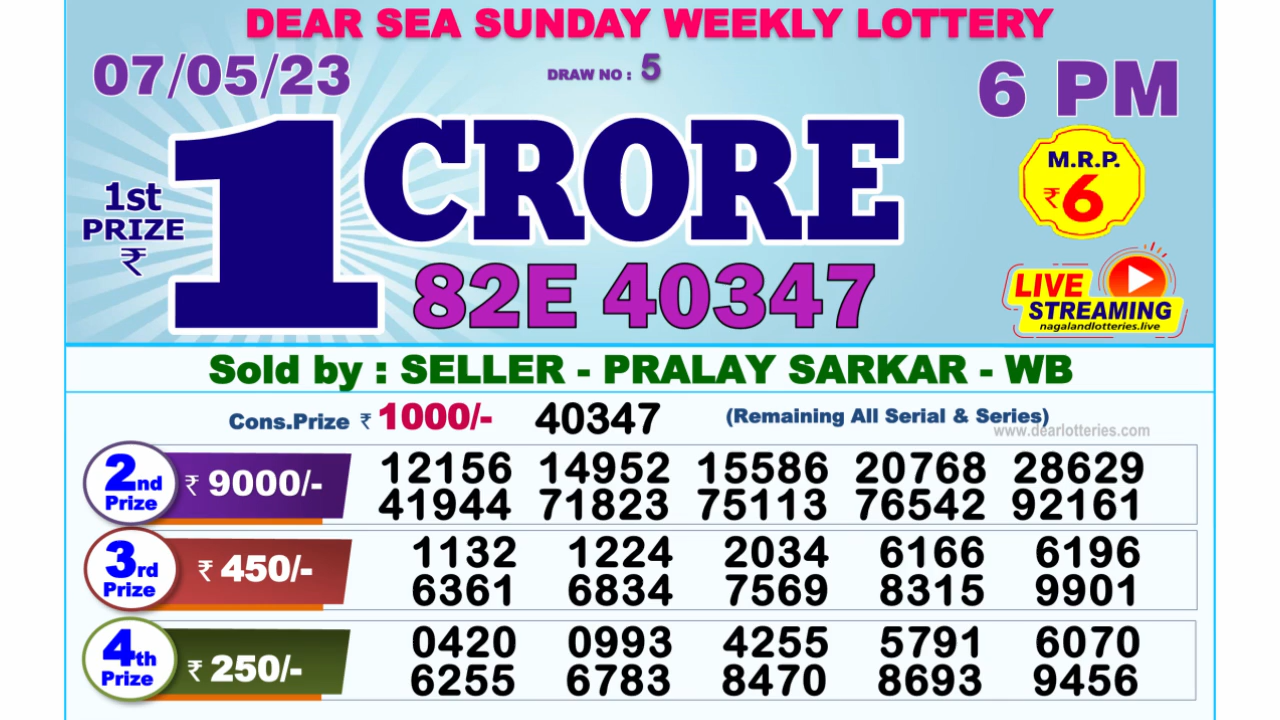 DEAR SEA SUNDAY WEEKLY LOTTERY
07/05/23
DRAW NO : 5
6 PM
1st
PRIZE
₹
1 CRORE
M.R.P.
₹6
82E 40347
LIVE
STREAMING
nagalandlotteries.live
Sold by : SELLER - PRALAY SARKAR - WB
Cons.Prize ₹ 1000/- 40347 (Remaining All Serial & Series)
www.dearlotteries.com
2nd Prize ₹ 9000/-
12156 14952 15586 20768 28629
41944 71823 75113 76542 92161
3rd Prize ₹ 450/-
1132 1224 2034 6166 6196
6361 6834 7569 8315 9901
4th Prize ₹ 250/-
0420 0993 4255 5791 6070
6255 6783 8470 8693 9456